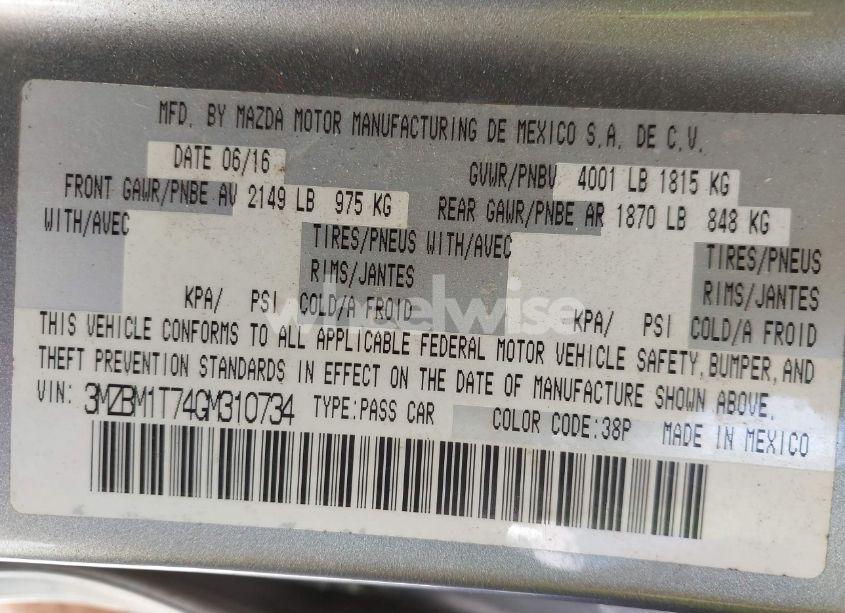 MFD. BY MAZDA MOTOR MANUFACTURING DE MEXICO S.A. DE C.V.
DATE 06/16 GVWR/PNBV 4001 LB 1815 KG
FRONT GAWR/PNBE AV 2149 LB 975 KG REAR GAWR/PNBE AR 1870 LB 848 KG
WITH/AVEC TIRES/PNEUS WITH/AVEC TIRES/PNEUS
RIMS/JANTES RIMS/JANTES
KPA/ PSI COLD/A FROID KPA/ PSI COLD/A FROID
wheelwise
THIS VEHICLE CONFORMS TO ALL APPLICABLE FEDERAL MOTOR VEHICLE SAFETY, BUMPER, AND
THEFT PREVENTION STANDARDS IN EFFECT ON THE DATE OF MANUFACTURE SHOWN ABOVE.
VIN: 3MZBM1T74GM310734 TYPE:PASS CAR COLOR CODE:38P MADE IN MEXICO